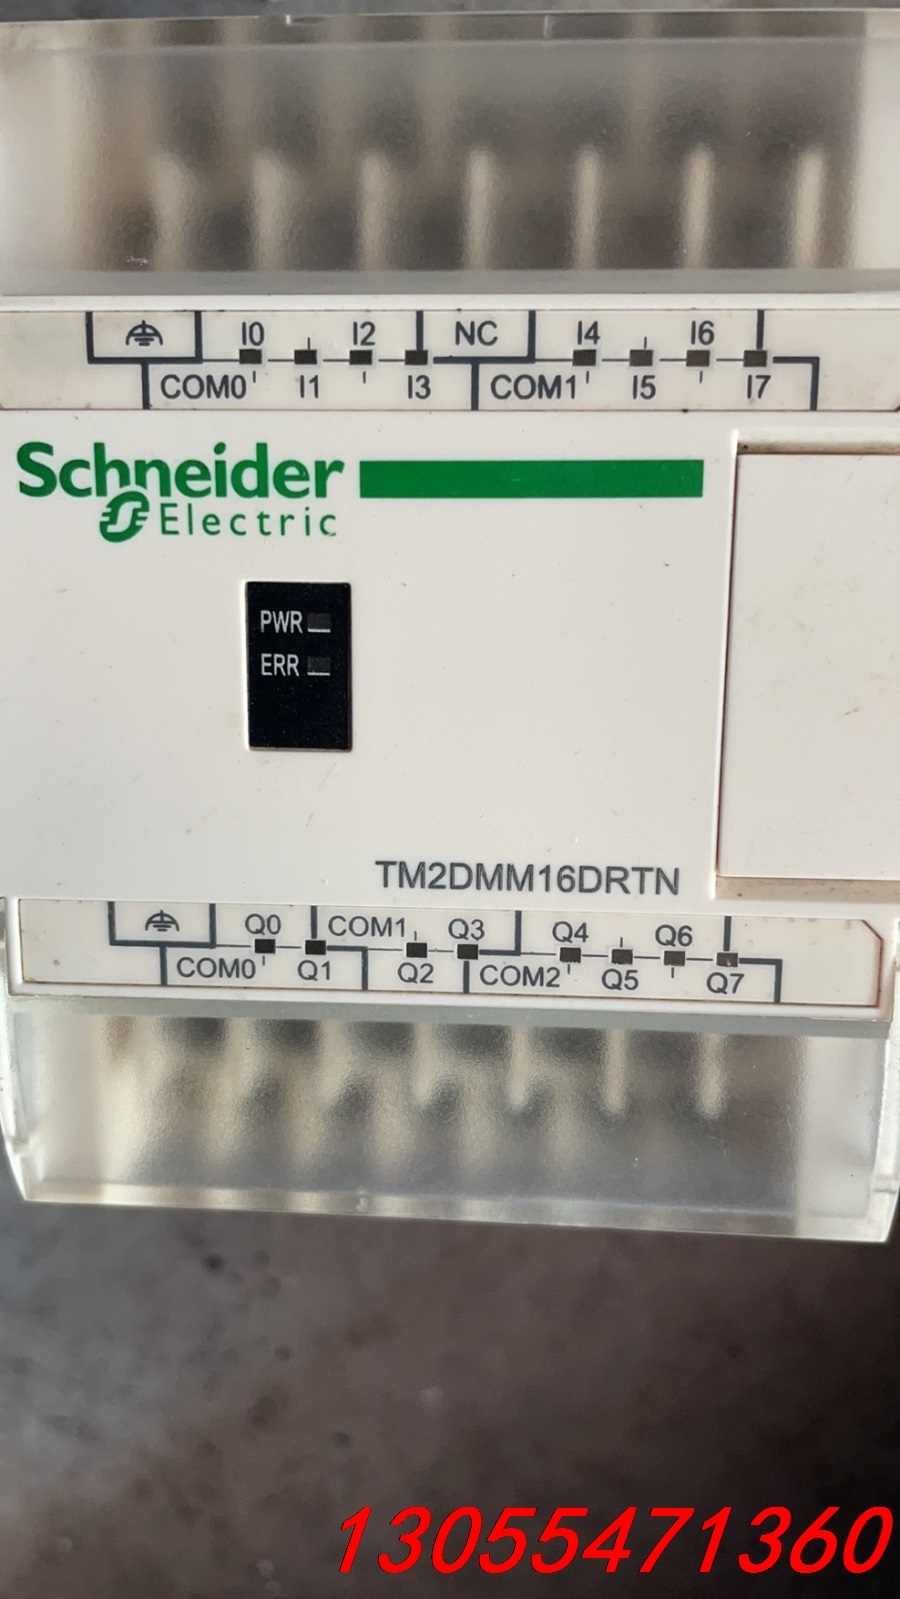 I0 I2 NC I4 I6
COM0 I1 I3 COM1 I5 I7
Schneider
Electric
PWR
ERR
TM2DMM16DRTN
Q0 COM1 Q3 Q4 Q6
COM0 Q1 Q2 COM2 Q5 Q7
13055471360